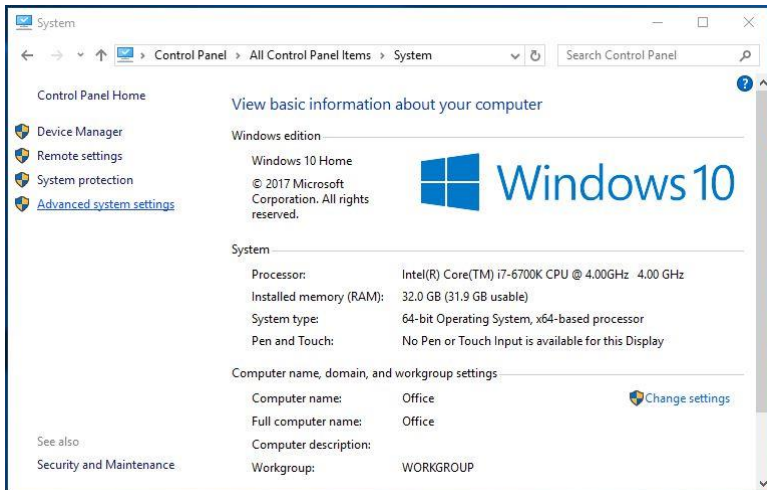 System
Control Panel > All Control Panel Items > System
Search Control Panel
Control Panel Home
Device Manager
Remote settings
System protection
Advanced system settings
See also
Security and Maintenance
?
View basic information about your computer
Windows edition
Windows 10 Home
© 2017 Microsoft
Corporation. All rights
reserved.
Windows 10
System
Processor: Intel(R) Core(TM) i7-6700K CPU @ 4.00GHz 4.00 GHz
Installed memory (RAM): 32.0 GB (31.9 GB usable)
System type: 64-bit Operating System, x64-based processor
Pen and Touch: No Pen or Touch Input is available for this Display
Computer name, domain, and workgroup settings
Computer name: Office
Change settings
Full computer name: Office
Computer description:
Workgroup: WORKGROUP